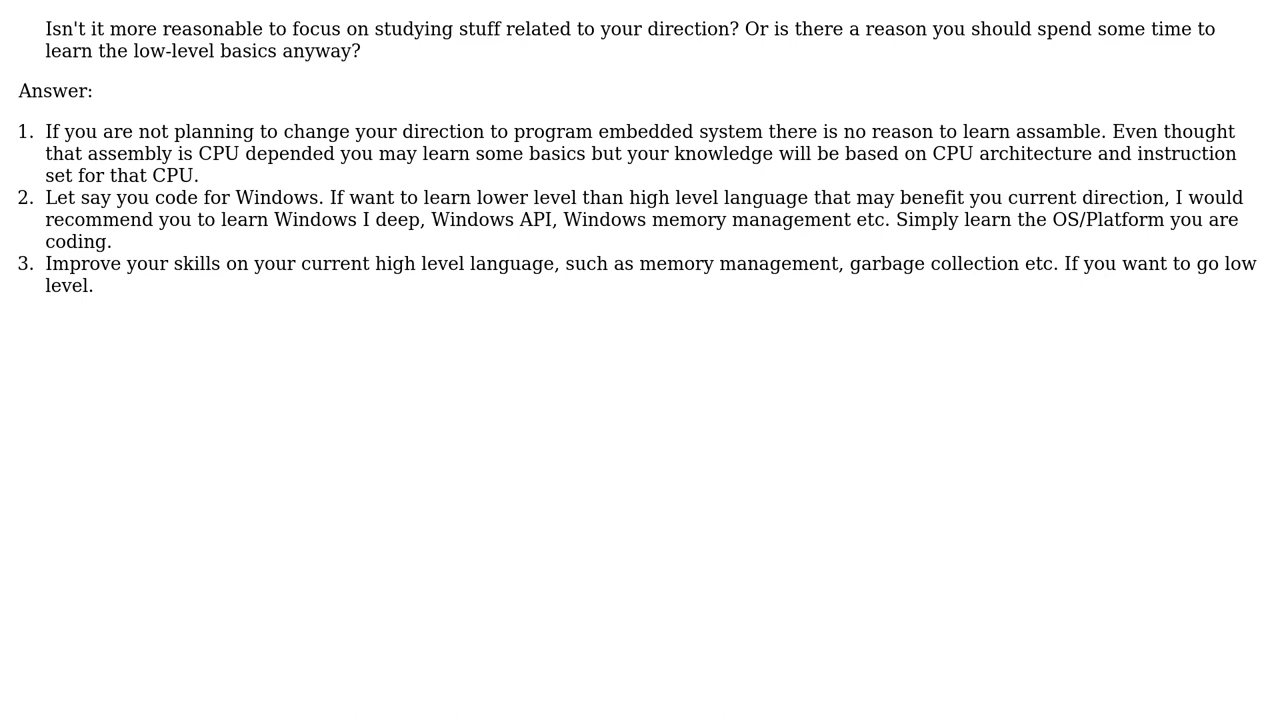 Isn't it more reasonable to focus on studying stuff related to your direction? Or is there a reason you should spend some time to
learn the low-level basics anyway?
Answer:
1. If you are not planning to change your direction to program embedded system there is no reason to learn assamble. Even thought
that assembly is CPU depended you may learn some basics but your knowledge will be based on CPU architecture and instruction
set for that CPU.
2. Let say you code for Windows. If want to learn lower level than high level language that may benefit you current direction, I would
recommend you to learn Windows I deep, Windows API, Windows memory management etc. Simply learn the OS/Platform you are
coding.
3. Improve your skills on your current high level language, such as memory management, garbage collection etc. If you want to go low
level.